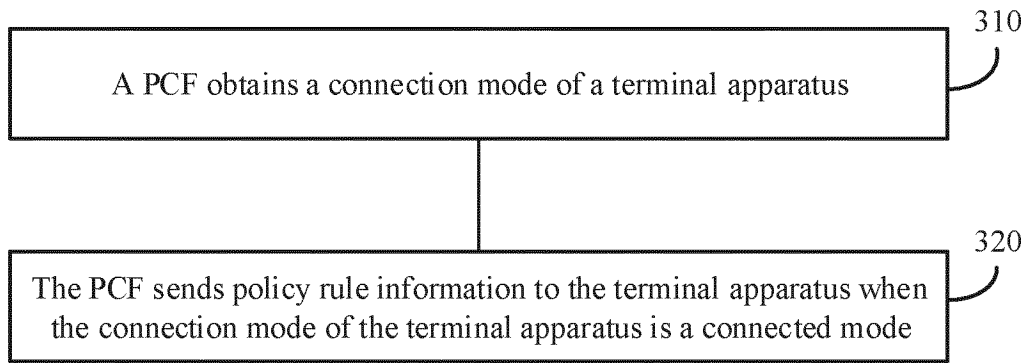 310
A PCF obtains a connection mode of a terminal apparatus
320
The PCF sends policy rule information to the terminal apparatus when
the connection mode of the terminal apparatus is a connected mode